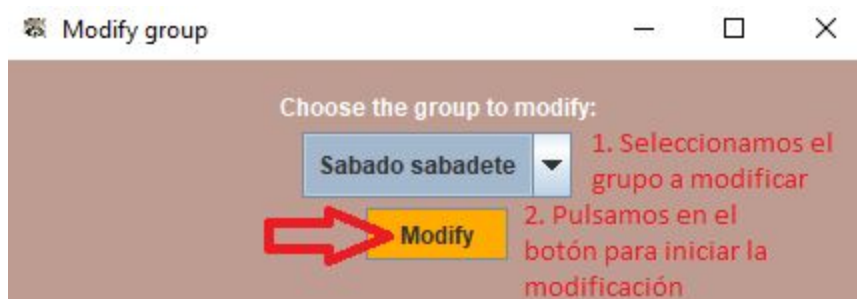 Modify group
Choose the group to modify:
Sabado sabadete
1. Seleccionamos el
grupo a modificar
Modify
2. Pulsamos en el
botón para iniciar la
modificación